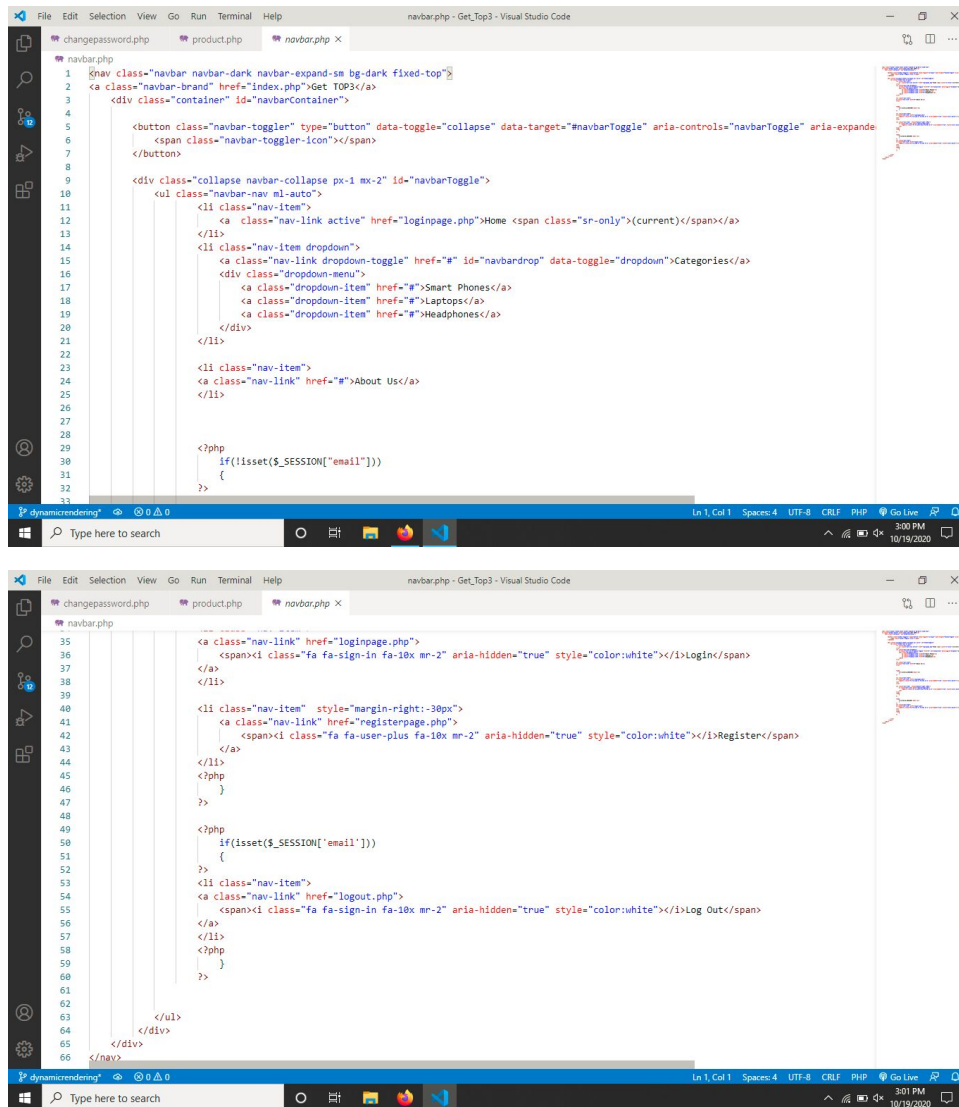 File Edit Selection View Go Run Terminal Help navbar.php - Get_Top3 - Visual Studio Code
changepassword.php product.php navbar.php
navbar.php
1 <nav class="navbar navbar-dark navbar-expand-sm bg-dark fixed-top">
2 <a class="navbar-brand" href="index.php">Get TOP3</a>
3 <div class="container" id="navbarContainer">
4
5 <button class="navbar-toggler" type="button" data-toggle="collapse" data-target="#navbarToggle" aria-controls="navbarToggle" aria-expande
6 <span class="navbar-toggler-icon"></span>
7 </button>
8
9 <div class="collapse navbar-collapse px-1 mx-2" id="navbarToggle">
10 <ul class="navbar-nav ml-auto">
11 <li class="nav-item">
12 <a class="nav-link active" href="loginpage.php">Home <span class="sr-only">(current)</span></a>
13 </li>
14 <li class="nav-item dropdown">
15 <a class="nav-link dropdown-toggle" href="#" id="navbardrop" data-toggle="dropdown">Categories</a>
16 <div class="dropdown-menu">
17 <a class="dropdown-item" href="#">Smart Phones</a>
18 <a class="dropdown-item" href="#">Laptops</a>
19 <a class="dropdown-item" href="#">Headphones</a>
20 </div>
21 </li>
22
23 <li class="nav-item">
24 <a class="nav-link" href="#">About Us</a>
25 </li>
26
27
28
29 <?php
30 if(!isset($_SESSION["email"]))
31 {
32 ?>
33
12
dynamicrendering* 0 0 Ln 1, Col 1 Spaces: 4 UTF-8 CRLF PHP Go Live
Type here to search 3:00 PM
10/19/2020
File Edit Selection View Go Run Terminal Help navbar.php - Get_Top3 - Visual Studio Code
changepassword.php product.php navbar.php
navbar.php
35 <a class="nav-link" href="loginpage.php">
36 <span><i class="fa fa-sign-in fa-10x mr-2" aria-hidden="true" style="color:white"></i>Login</span>
37 </a>
38 </li>
39
40 <li class="nav-item" style="margin-right:-30px">
41 <a class="nav-link" href="registerpage.php">
42 <span><i class="fa fa-user-plus fa-10x mr-2" aria-hidden="true" style="color:white"></i>Register</span>
43 </a>
44 </li>
45 <?php
46 }
47 ?>
48
49 <?php
50 if(isset($_SESSION['email']))
51 {
52 ?>
53 <li class="nav-item">
54 <a class="nav-link" href="logout.php">
55 <span><i class="fa fa-sign-in fa-10x mr-2" aria-hidden="true" style="color:white"></i>Log Out</span>
56 </a>
57 </li>
58 <?php
59 }
60 ?>
61
62
63 </ul>
64 </div>
65 </div>
66 </nav>
12
dynamicrendering* 0 0 Ln 1, Col 1 Spaces: 4 UTF-8 CRLF PHP Go Live
Type here to search 3:01 PM
10/19/2020